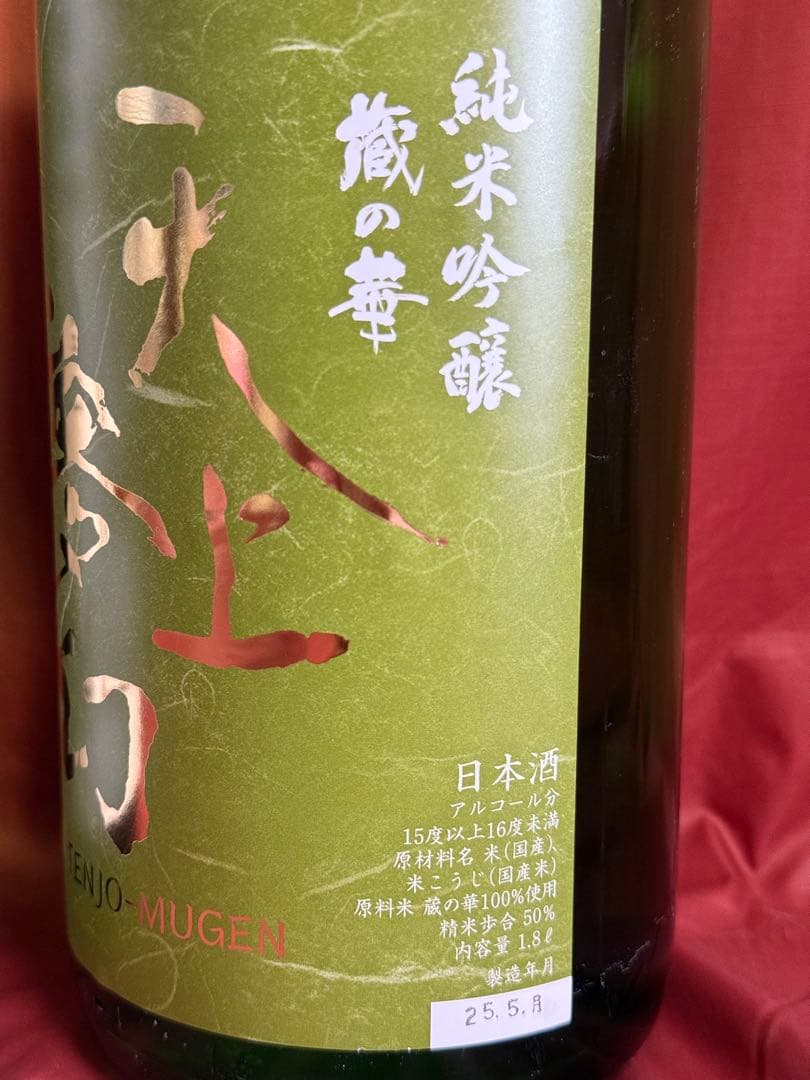 純米吟醸
蔵の華
天上
夢幻
TENJO-MUGEN
日本酒
アルコール分
15度以上16度未満
原材料名 米(国産)、
米こうじ(国産米)
原料米 蔵の華100%使用
精米歩合 50%
内容量 1.8ℓ
製造年月
25.5.月